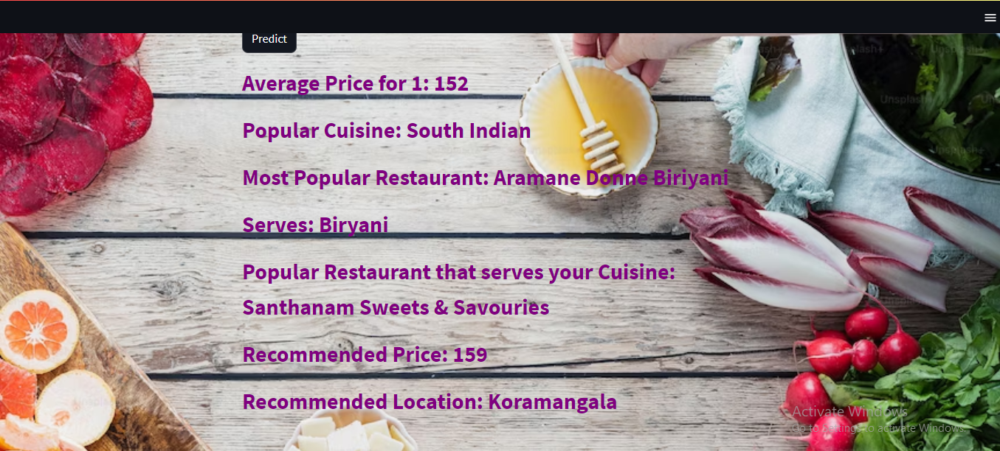 Predict
Average Price for 1: 152
Popular Cuisine: South Indian
Most Popular Restaurant: Aramane Donne Biriyani
Serves: Biryani
Popular Restaurant that serves your Cuisine:
Santhanam Sweets & Savouries
Recommended Price: 159
Recommended Location: Koramangala
Activate Windows
Go to Settings to activate Windows.